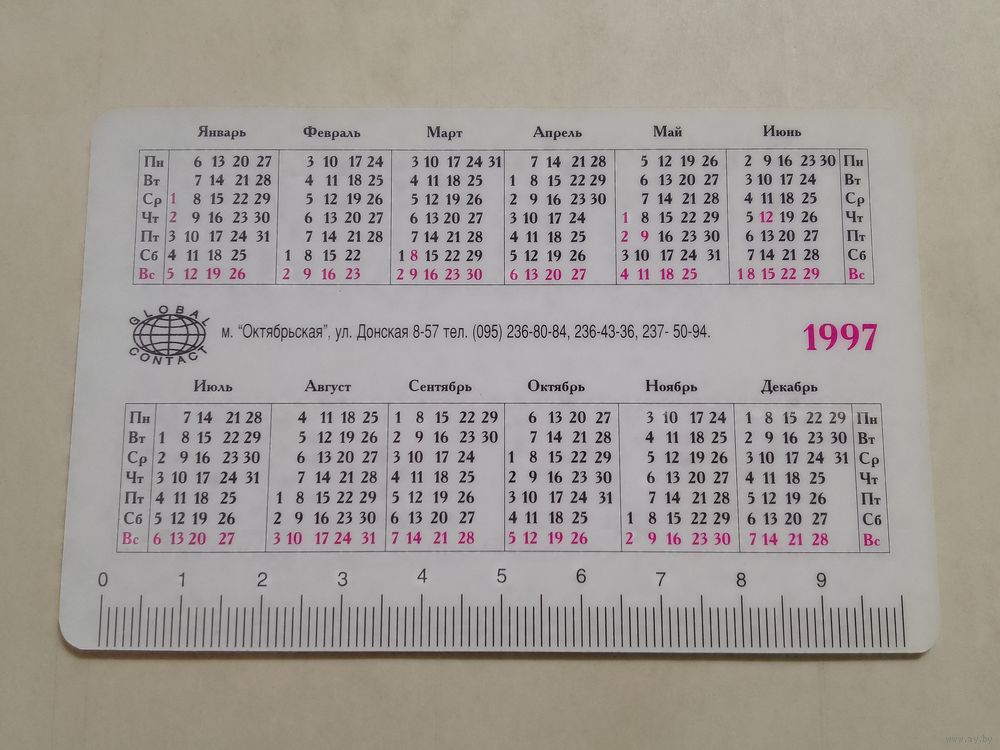 Январь Февраль Март Апрель Май Июнь
Пн 6 13 20 27 3 10 17 24 3 10 17 24 31 7 14 21 28 5 12 19 26 2 9 16 23 30 Пн
Вт 7 14 21 28 4 11 18 25 4 11 18 25 1 8 15 22 29 6 13 20 27 3 10 17 24 Вт
Ср 1 8 15 22 29 5 12 19 26 5 12 19 26 2 9 16 23 30 7 14 21 28 4 11 18 25 Ср
Чт 2 9 16 23 30 6 13 20 27 6 13 20 27 3 10 17 24 1 8 15 22 29 5 12 19 26 Чт
Пт 3 10 17 24 31 7 14 21 28 7 14 21 28 4 11 18 25 2 9 16 23 30 6 13 20 27 Пт
Сб 4 11 18 25 1 8 15 22 1 8 15 22 29 5 12 19 26 3 10 17 24 31 7 14 21 28 Сб
Вс 5 12 19 26 2 9 16 23 2 9 16 23 30 6 13 20 27 4 11 18 25 1 8 15 22 29 Вс
GLOBAL
CONTACT
м. "Октябрьская", ул. Донская 8-57 тел. (095) 236-80-84, 236-43-36, 237- 50-94.
1997
Июль Август Сентябрь Октябрь Ноябрь Декабрь
Пн 7 14 21 28 4 11 18 25 1 8 15 22 29 6 13 20 27 3 10 17 24 1 8 15 22 29 Пн
Вт 1 8 15 22 29 5 12 19 26 2 9 16 23 30 7 14 21 28 4 11 18 25 2 9 16 23 30 Вт
Ср 2 9 16 23 30 6 13 20 27 3 10 17 24 1 8 15 22 29 5 12 19 26 3 10 17 24 31 Ср
Чт 3 10 17 24 31 7 14 21 28 4 11 18 25 2 9 16 23 30 6 13 20 27 4 11 18 25 Чт
Пт 4 11 18 25 1 8 15 22 29 5 12 19 26 3 10 17 24 31 7 14 21 28 5 12 19 26 Пт
Сб 5 12 19 26 2 9 16 23 30 6 13 20 27 4 11 18 25 1 8 15 22 29 6 13 20 27 Сб
Вс 6 13 20 27 3 10 17 24 31 7 14 21 28 5 12 19 26 2 9 16 23 30 7 14 21 28 Вс
0 1 2 3 4 5 6 7 8 9
www.ay.by